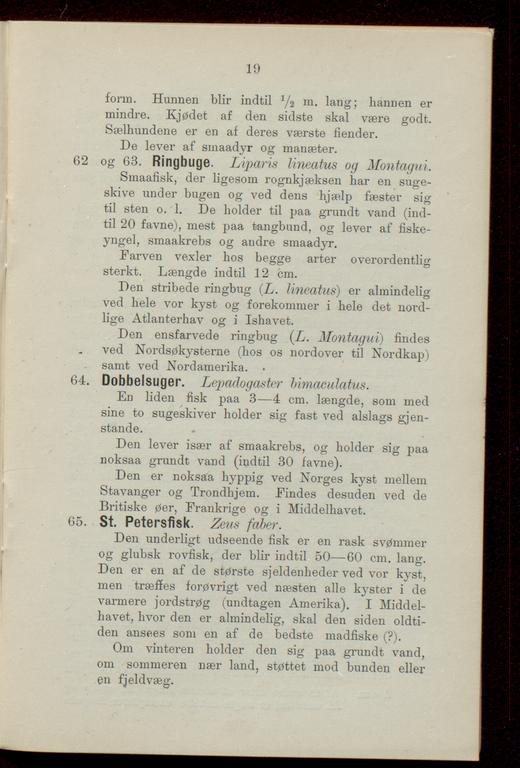 19
form. Hunnen blir indtil ½ m. lang; hannen er
mindre. Kjødet af den sidste skal være godt.
Sælhundene er en af deres værste fiender.
De lever af smaadyr og manæter.
62 og 63. Ringbuge. Liparis lineatus og Montagui.
Smaafisk, der ligesom rognkjæksen har en suge-
skive under bugen og ved dens hjælp fæster sig
til sten o. l. De holder til paa grundt vand (ind-
til 20 favne), mest paa tangbund, og lever af fiske-
yngel, smaakrebs og andre smaadyr.
Farven vexler hos begge arter overordentlig
sterkt. Længde indtil 12 cm.
Den stribede ringbug (L. lineatus) er almindelig
ved hele vor kyst og forekommer i hele det nord-
lige Atlanterhav og i Ishavet.
Den ensfarvede ringbug (L. Montagui) findes
ved Nordsøkysterne (hos os nordover til Nordkap)
samt ved Nordamerika.
64. Dobbelsuger. Lepadogaster bimaculatus.
En liden fisk paa 3—4 cm. længde, som med
sine to sugeskiver holder sig fast ved alslags gjen-
stande.
Den lever især af smaakrebs, og holder sig paa
noksaa grundt vand (indtil 30 favne).
Den er noksaa hyppig ved Norges kyst mellem
Stavanger og Trondhjem. Findes desuden ved de
Britiske øer, Frankrige og i Middelhavet.
65. St. Petersfisk. Zeus faber.
Den underligt udseende fisk er en rask svømmer
og glubsk rovfisk, der blir indtil 50—60 cm. lang.
Den er en af de største sjeldenheder ved vor kyst,
men træffes forøvrigt ved næsten alle kyster i de
varmere jordstrøg (undtagen Amerika). I Middel-
havet, hvor den er almindelig, skal den siden oldti-
den ansees som en af de bedste madfiske (?).
Om vinteren holder den sig paa grundt vand,
om sommeren nær land, støttet mod bunden eller
en fjeldvæg.